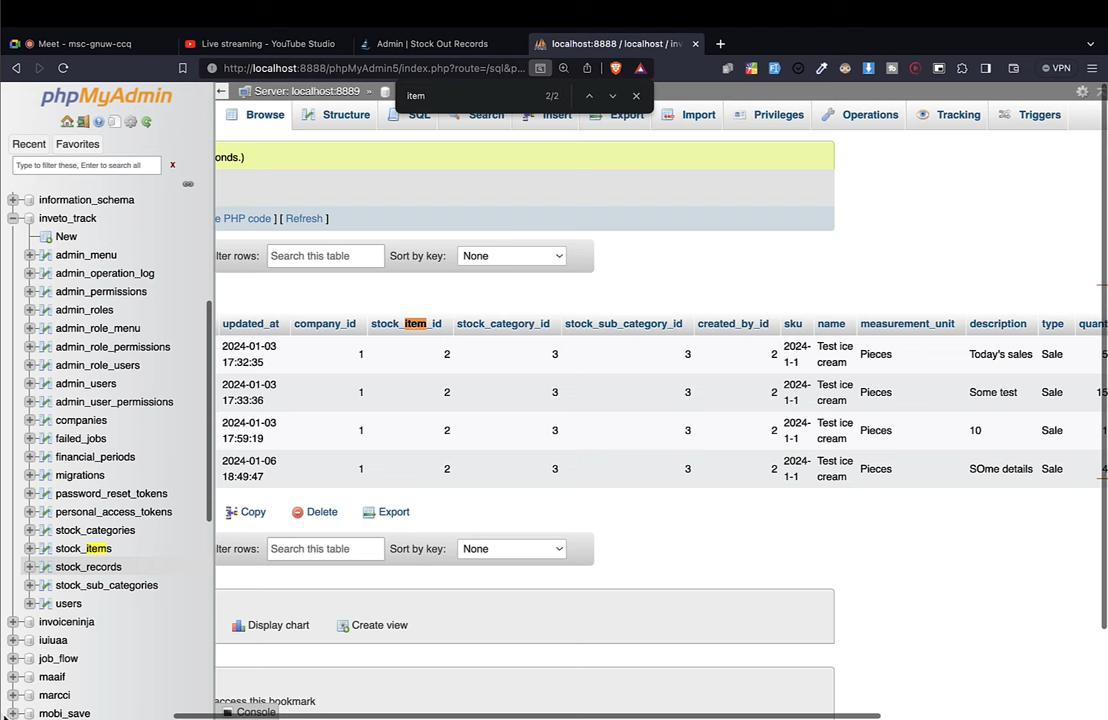 Meet - msc-gnuw-ccq
Live streaming - YouTube Studio
Admin | Stock Out Records
localhost:8888 / localhost / inv
http://localhost:8888/phpMyAdmin5/index.php?route=/sql&p...
VPN
item
2/2
phpMyAdmin
Server: localhost:8889 »
Browse
Structure
SQL
Search
Insert
Export
Import
Privileges
Operations
Tracking
Triggers
Recent
Favorites
Type to filter these, Enter to search all
x
information_schema
inveto_track
New
admin_menu
admin_operation_log
admin_permissions
admin_roles
admin_role_menu
admin_role_permissions
admin_role_users
admin_users
admin_user_permissions
companies
failed_jobs
financial_periods
migrations
password_reset_tokens
personal_access_tokens
stock_categories
stock_items
stock_records
stock_sub_categories
users
invoiceninja
iuiuaa
job_flow
maaif
marcci
mobi_save
onds.)
e PHP code ] [ Refresh ]
lter rows:
Search this table
Sort by key:
None
updated_at company_id stock_item_id stock_category_id stock_sub_category_id created_by_id sku name measurement_unit description type quant
2024-01-03 17:32:35 1 2 3 3 2 2024-1-1 Test ice cream Pieces Today's sales Sale
2024-01-03 17:33:36 1 2 3 3 2 2024-1-1 Test ice cream Pieces Some test Sale 15
2024-01-03 17:59:19 1 2 3 3 2 2024-1-1 Test ice cream Pieces 10 Sale 1
2024-01-06 18:49:47 1 2 3 3 2 2024-1-1 Test ice cream Pieces SOme details Sale 4
Copy
Delete
Export
lter rows:
Search this table
Sort by key:
None
Display chart
Create view
access this bookmark
Console